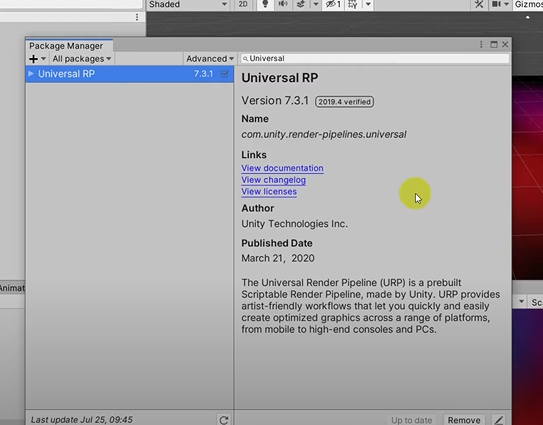 Shaded
2D
1
Gizmos
Package Manager
All packages
Advanced
Universal
Universal RP
7.3.1
Universal RP
Version 7.3.1
2019.4 verified
Name
com.unity.render-pipelines.universal
Links
View documentation
View changelog
View licenses
Author
Unity Technologies Inc.
Published Date
March 21, 2020
The Universal Render Pipeline (URP) is a prebuilt
Scriptable Render Pipeline, made by Unity. URP provides
artist-friendly workflows that let you quickly and easily
create optimized graphics across a range of platforms,
from mobile to high-end consoles and PCs.
Animat
Sc
Last update Jul 25, 09:45
Up to date
Remove